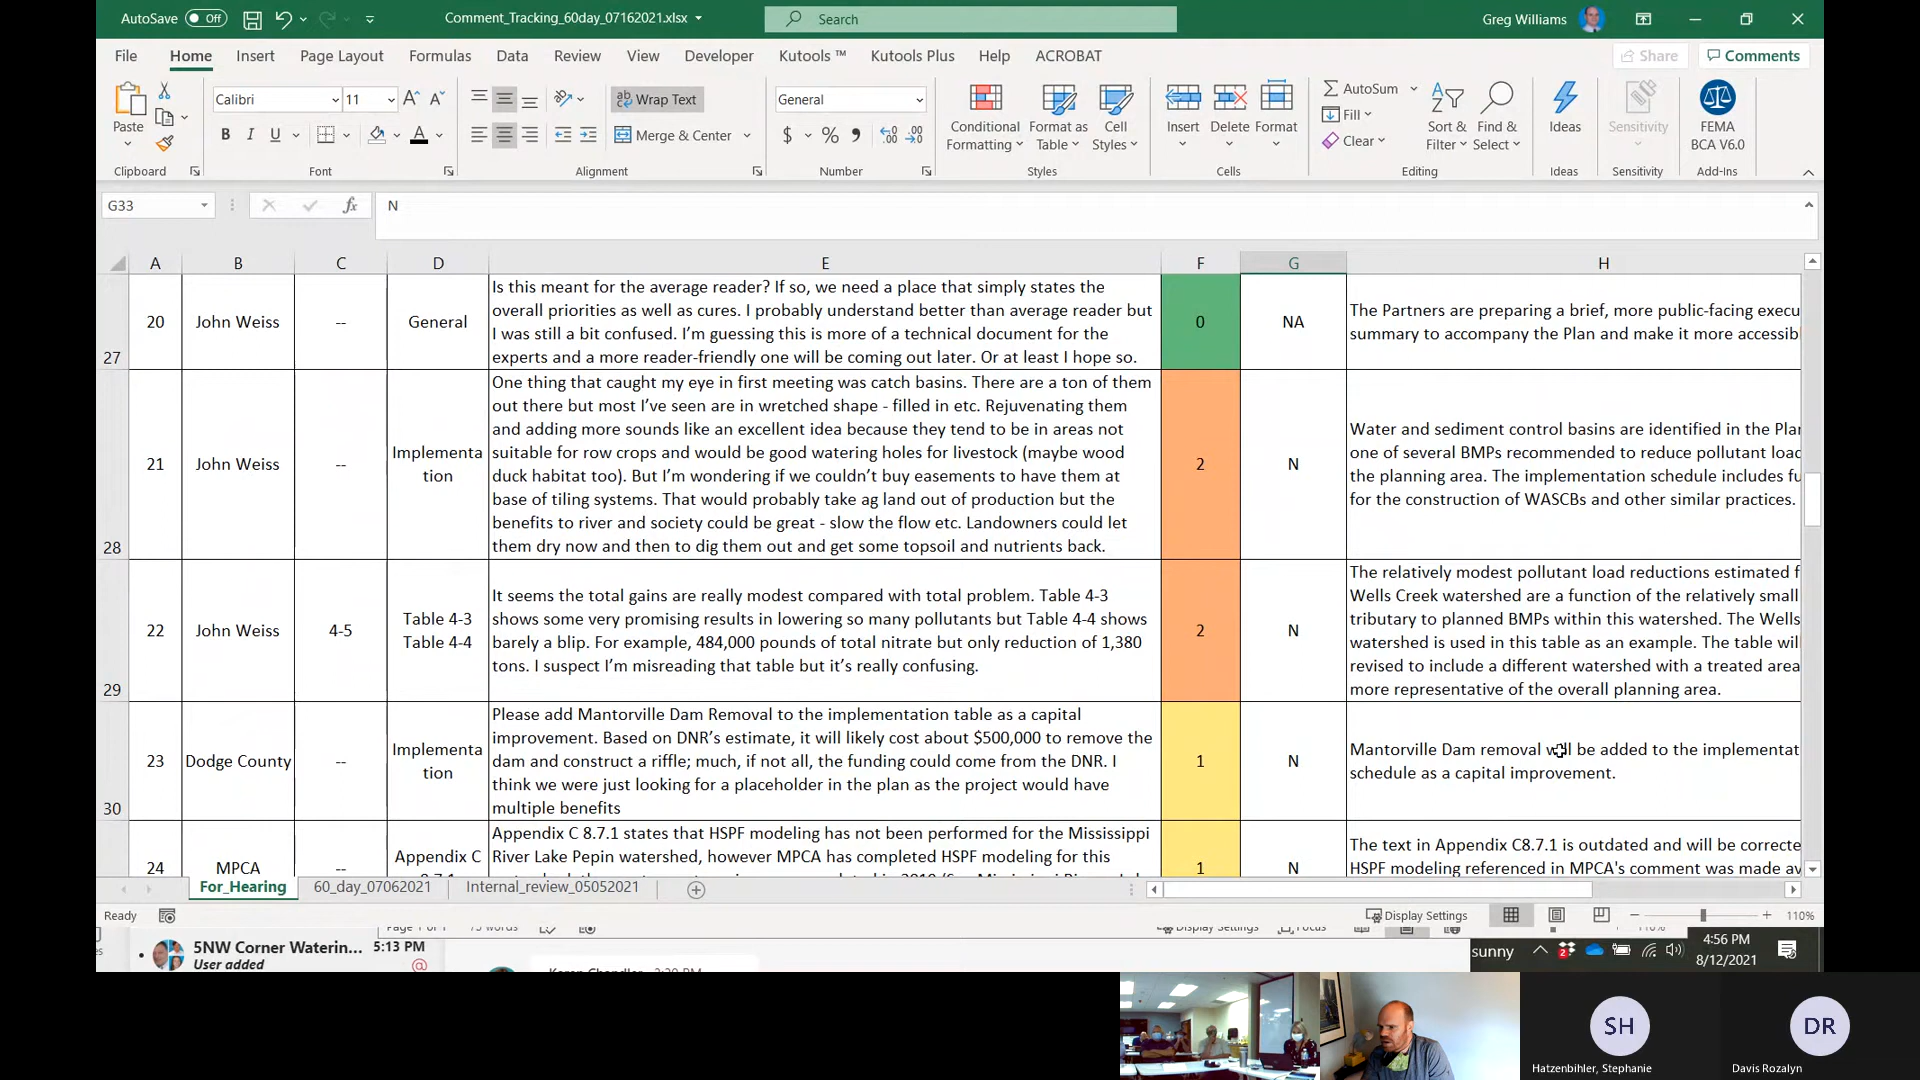 AutoSave Off Comment_Tracking_60day_07162021.xlsx Search Greg Williams
File Home Insert Page Layout Formulas Data Review View Developer Kutools ™ Kutools Plus Help ACROBAT Share Comments
Calibri 11 Wrap Text General AutoSum
Paste Conditional Formatting Format as Table Cell Styles Insert Delete Format Fill Sort & Filter Find & Select Ideas Sensitivity FEMA BCA V6.0
B I U A Merge & Center $ % Clear
Clipboard Font Alignment Number Styles Cells Editing Ideas Sensitivity Add-Ins
G33 fx N
A B C D E F G H
27
20
John Weiss
--
General
Is this meant for the average reader? If so, we need a place that simply states the
overall priorities as well as cures. I probably understand better than average reader but
I was still a bit confused. I'm guessing this is more of a technical document for the
experts and a more reader-friendly one will be coming out later. Or at least I hope so.
0
NA
The Partners are preparing a brief, more public-facing execu
summary to accompany the Plan and make it more accessib
28
21
John Weiss
--
Implementa
tion
One thing that caught my eye in first meeting was catch basins. There are a ton of them
out there but most I've seen are in wretched shape - filled in etc. Rejuvenating them
and adding more sounds like an excellent idea because they tend to be in areas not
suitable for row crops and would be good watering holes for livestock (maybe wood
duck habitat too). But I'm wondering if we couldn't buy easements to have them at
base of tiling systems. That would probably take ag land out of production but the
benefits to river and society could be great - slow the flow etc. Landowners could let
them dry now and then to dig them out and get some topsoil and nutrients back.
2
N
Water and sediment control basins are identified in the Plan
one of several BMPs recommended to reduce pollutant load
the planning area. The implementation schedule includes fu
for the construction of WASCBs and other similar practices.
29
22
John Weiss
4-5
Table 4-3
Table 4-4
It seems the total gains are really modest compared with total problem. Table 4-3
shows some very promising results in lowering so many pollutants but Table 4-4 shows
barely a blip. For example, 484,000 pounds of total nitrate but only reduction of 1,380
tons. I suspect I'm misreading that table but it's really confusing.
2
N
The relatively modest pollutant load reductions estimated f
Wells Creek watershed are a function of the relatively small
tributary to planned BMPs within this watershed. The Wells
watershed is used in this table as an example. The table will
revised to include a different watershed with a treated area
more representative of the overall planning area.
30
23
Dodge County
--
Implementa
tion
Please add Mantorville Dam Removal to the implementation table as a capital
improvement. Based on DNR's estimate, it will likely cost about $500,000 to remove the
dam and construct a riffle; much, if not all, the funding could come from the DNR. I
think we were just looking for a placeholder in the plan as the project would have
multiple benefits
1
N
Mantorville Dam removal will be added to the implementat
schedule as a capital improvement.
24
MPCA
--
Appendix C
Appendix C 8.7.1 states that HSPF modeling has not been performed for the Mississippi
River Lake Pepin watershed, however MPCA has completed HSPF modeling for this
1
N
The text in Appendix C8.7.1 is outdated and will be correcte
HSPF modeling referenced in MPCA's comment was made av
For_Hearing 60_day_07062021 Internal_review_05052021
Ready Display Settings 110%
5NW Corner Waterin... 5:13 PM
User added
sunny
2
4:56 PM
8/12/2021
SH
DR
Hatzenbihler, Stephanie
Davis Rozalyn